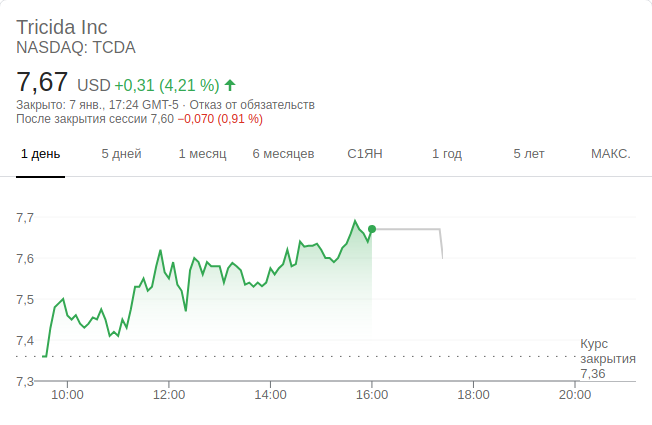 Tricida Inc
NASDAQ: TCDA
7,67 USD +0,31 (4,21 %)
Закрыто: 7 янв., 17:24 GMT-5 · Отказ от обязательств
После закрытия сессии 7,60 −0,070 (0,91 %)
1 день 5 дней 1 месяц 6 месяцев С1ЯН 1 год 5 лет МАКС.
7,7
7,6
7,5
7,4
7,3
Курс
закрытия
7,36
10:00 12:00 14:00 16:00 18:00 20:00